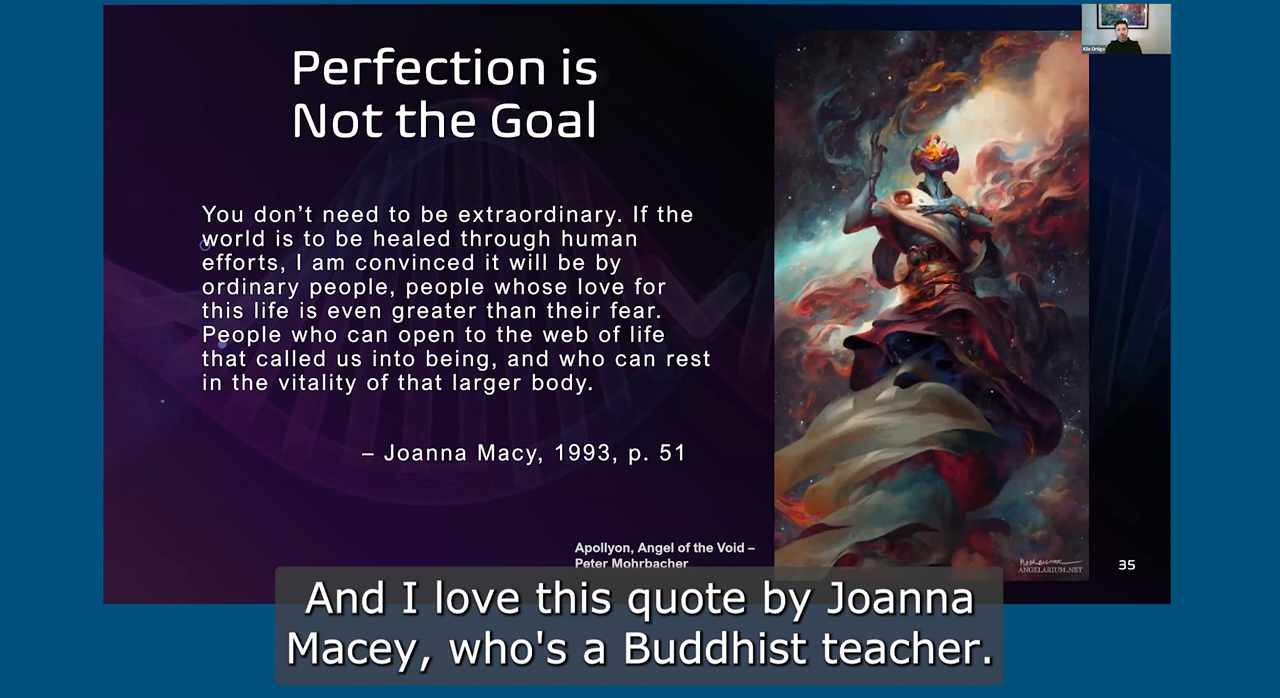 Kile Ortigo
Perfection is
Not the Goal
You don’t need to be extraordinary. If the
world is to be healed through human
efforts, I am convinced it will be by
ordinary people, people whose love for
this life is even greater than their fear.
People who can open to the web of life
that called us into being, and who can rest
in the vitality of that larger body.
– Joanna Macy, 1993, p. 51
Apollyon, Angel of the Void –
Peter Mohrbacher
ANGELARIUM.NET
35
And I love this quote by Joanna
Macey, who's a Buddhist teacher.